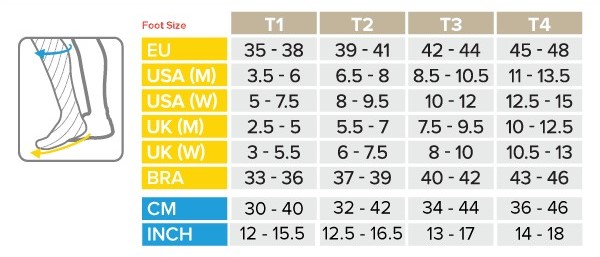 Foot Size T1 T2 T3 T4
EU 35 - 38 39 - 41 42 - 44 45 - 48
USA (M) 3.5 - 6 6.5 - 8 8.5 - 10.5 11 - 13.5
USA (W) 5 - 7.5 8 - 9.5 10 - 12 12.5 - 15
UK (M) 2.5 - 5 5.5 - 7 7.5 - 9.5 10 - 12.5
UK (W) 3 - 5.5 6 - 7.5 8 - 10 10.5 - 13
BRA 33 - 36 37 - 39 40 - 42 43 - 46
CM 30 - 40 32 - 42 34 - 44 36 - 46
INCH 12 - 15.5 12.5 - 16.5 13 - 17 14 - 18